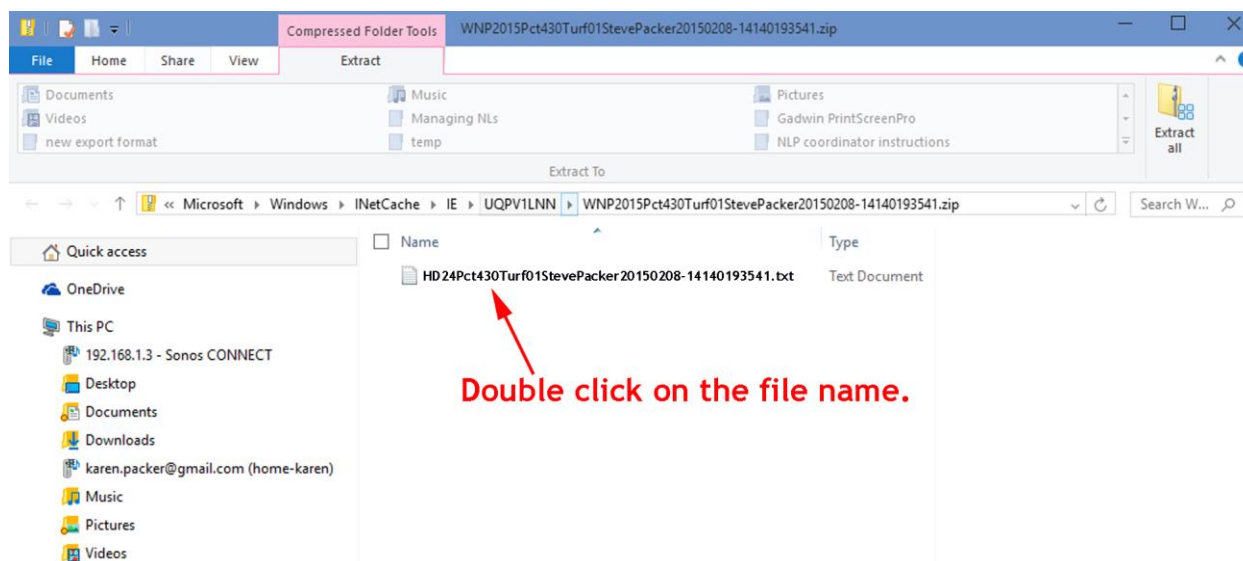 Compressed Folder Tools WNP2015Pct430Turf01StevePacker20150208-14140193541.zip
File Home Share View Extract
Documents Music Pictures
Videos Managing NLs Gadwin PrintScreenPro
new export format temp NLP coordinator instructions
Extract all
Extract To
« Microsoft Windows INetCache IE UQPV1LNN WNP2015Pct430Turf01StevePacker20150208-14140193541.zip Search W...
Name Type
Quick access
HD24Pct430Turf01StevePacker20150208-14140193541.txt Text Document
OneDrive
This PC
192.168.1.3 - Sonos CONNECT
Desktop
Double click on the file name.
Documents
Downloads
karen.packer@gmail.com (home-karen)
Music
Pictures
Videos